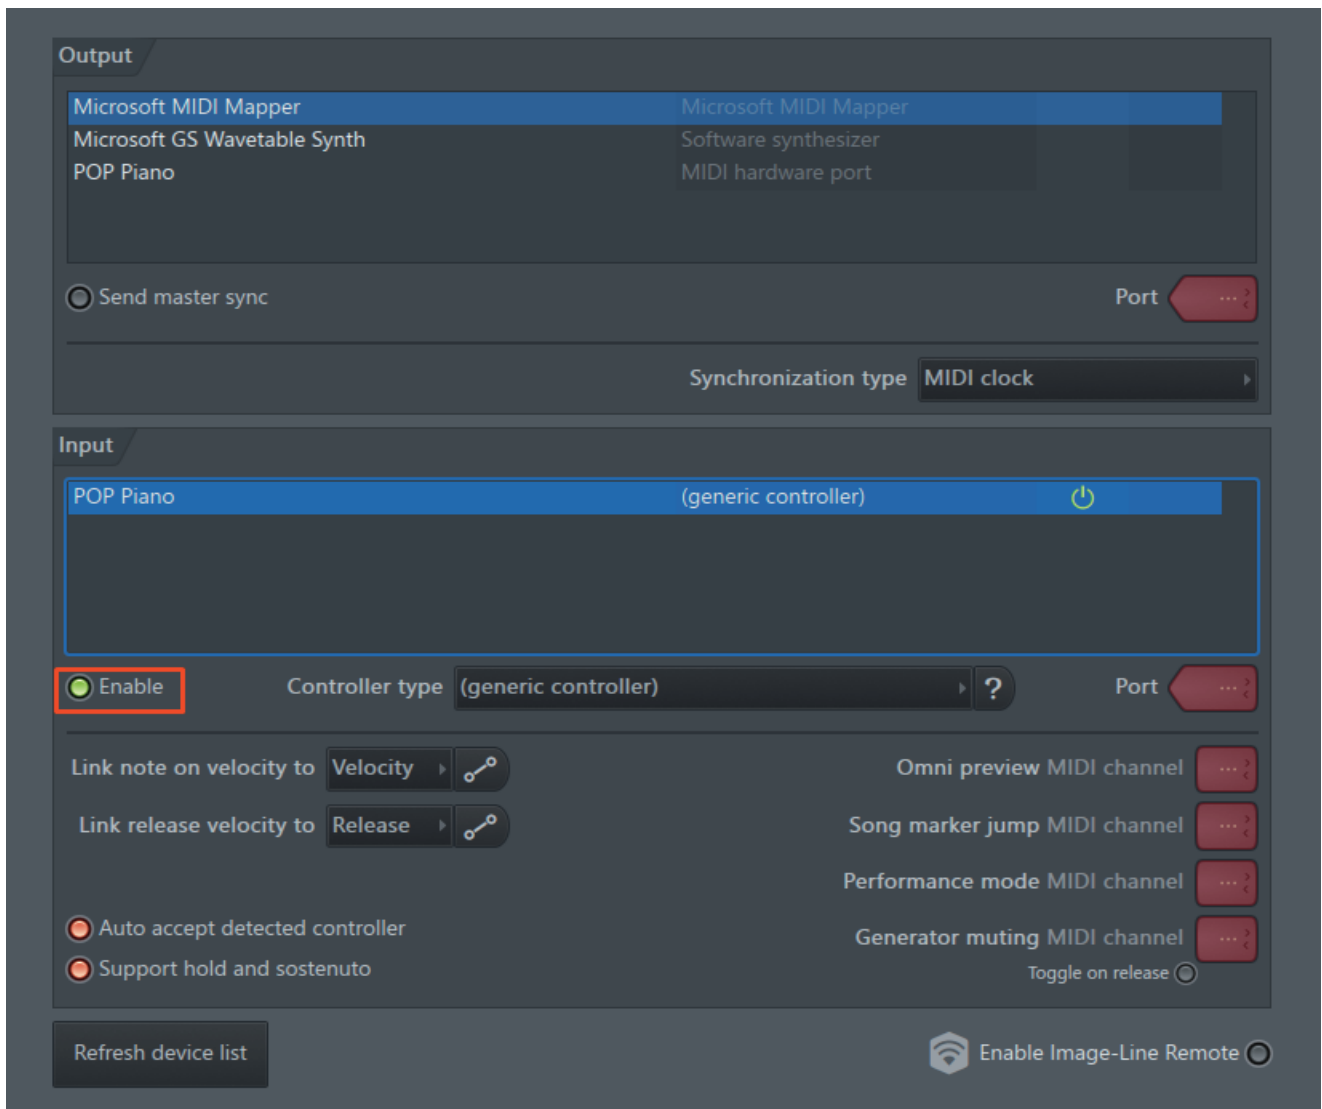 Output
Microsoft MIDI Mapper Microsoft MIDI Mapper
Microsoft GS Wavetable Synth Software synthesizer
POP Piano MIDI hardware port
Send master sync Port ...
Synchronization type MIDI clock
Input
POP Piano (generic controller)
Enable Controller type (generic controller) ? Port ...
Link note on velocity to Velocity Omni preview MIDI channel ...
Link release velocity to Release Song marker jump MIDI channel ...
Performance mode MIDI channel ...
Auto accept detected controller Generator muting MIDI channel ...
Support hold and sostenuto Toggle on release
Refresh device list Enable Image-Line Remote